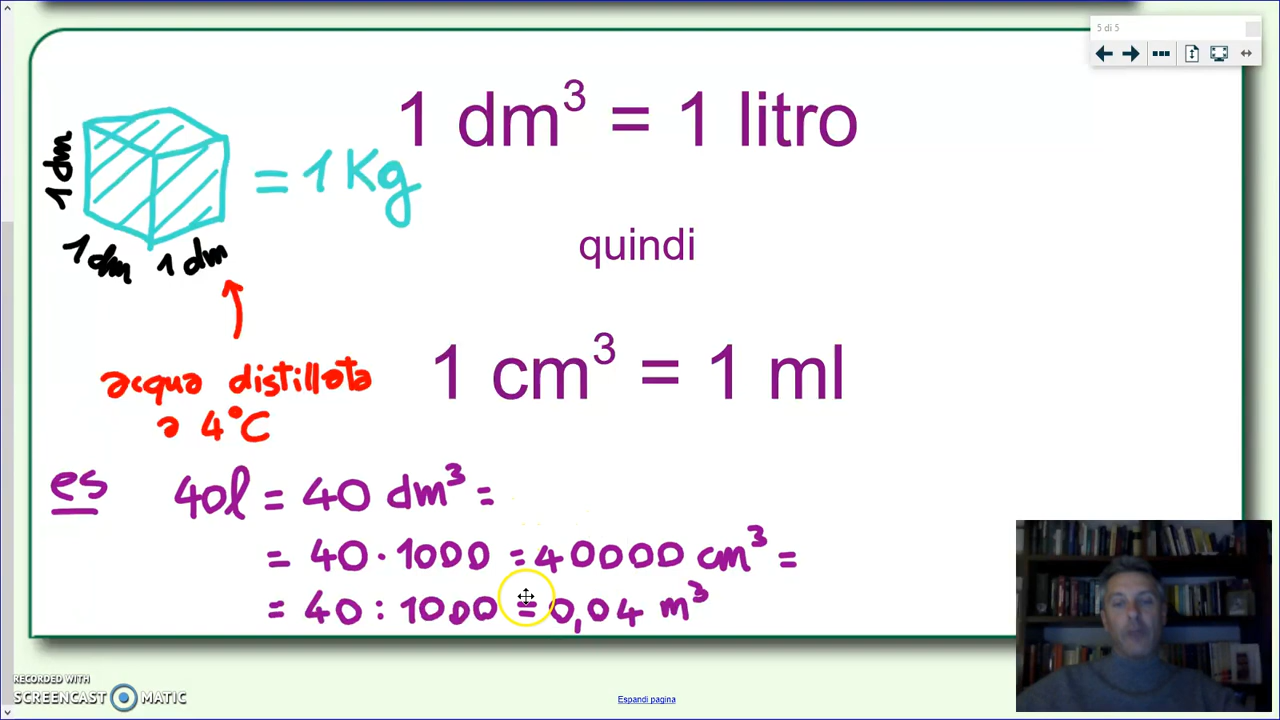 5 di 5
1 dm³ = 1 litro
1 dm
= 1 Kg
1 dm 1 dm
quindi
1 cm³ = 1 ml
acqua distillata
a 4°C
es 40l = 40 dm³ =
= 40 · 1000 = 40000 cm³ =
= 40 : 1000 = 0,04 m³
RECORDED WITH
SCREENCAST MATIC
Espandi pagina